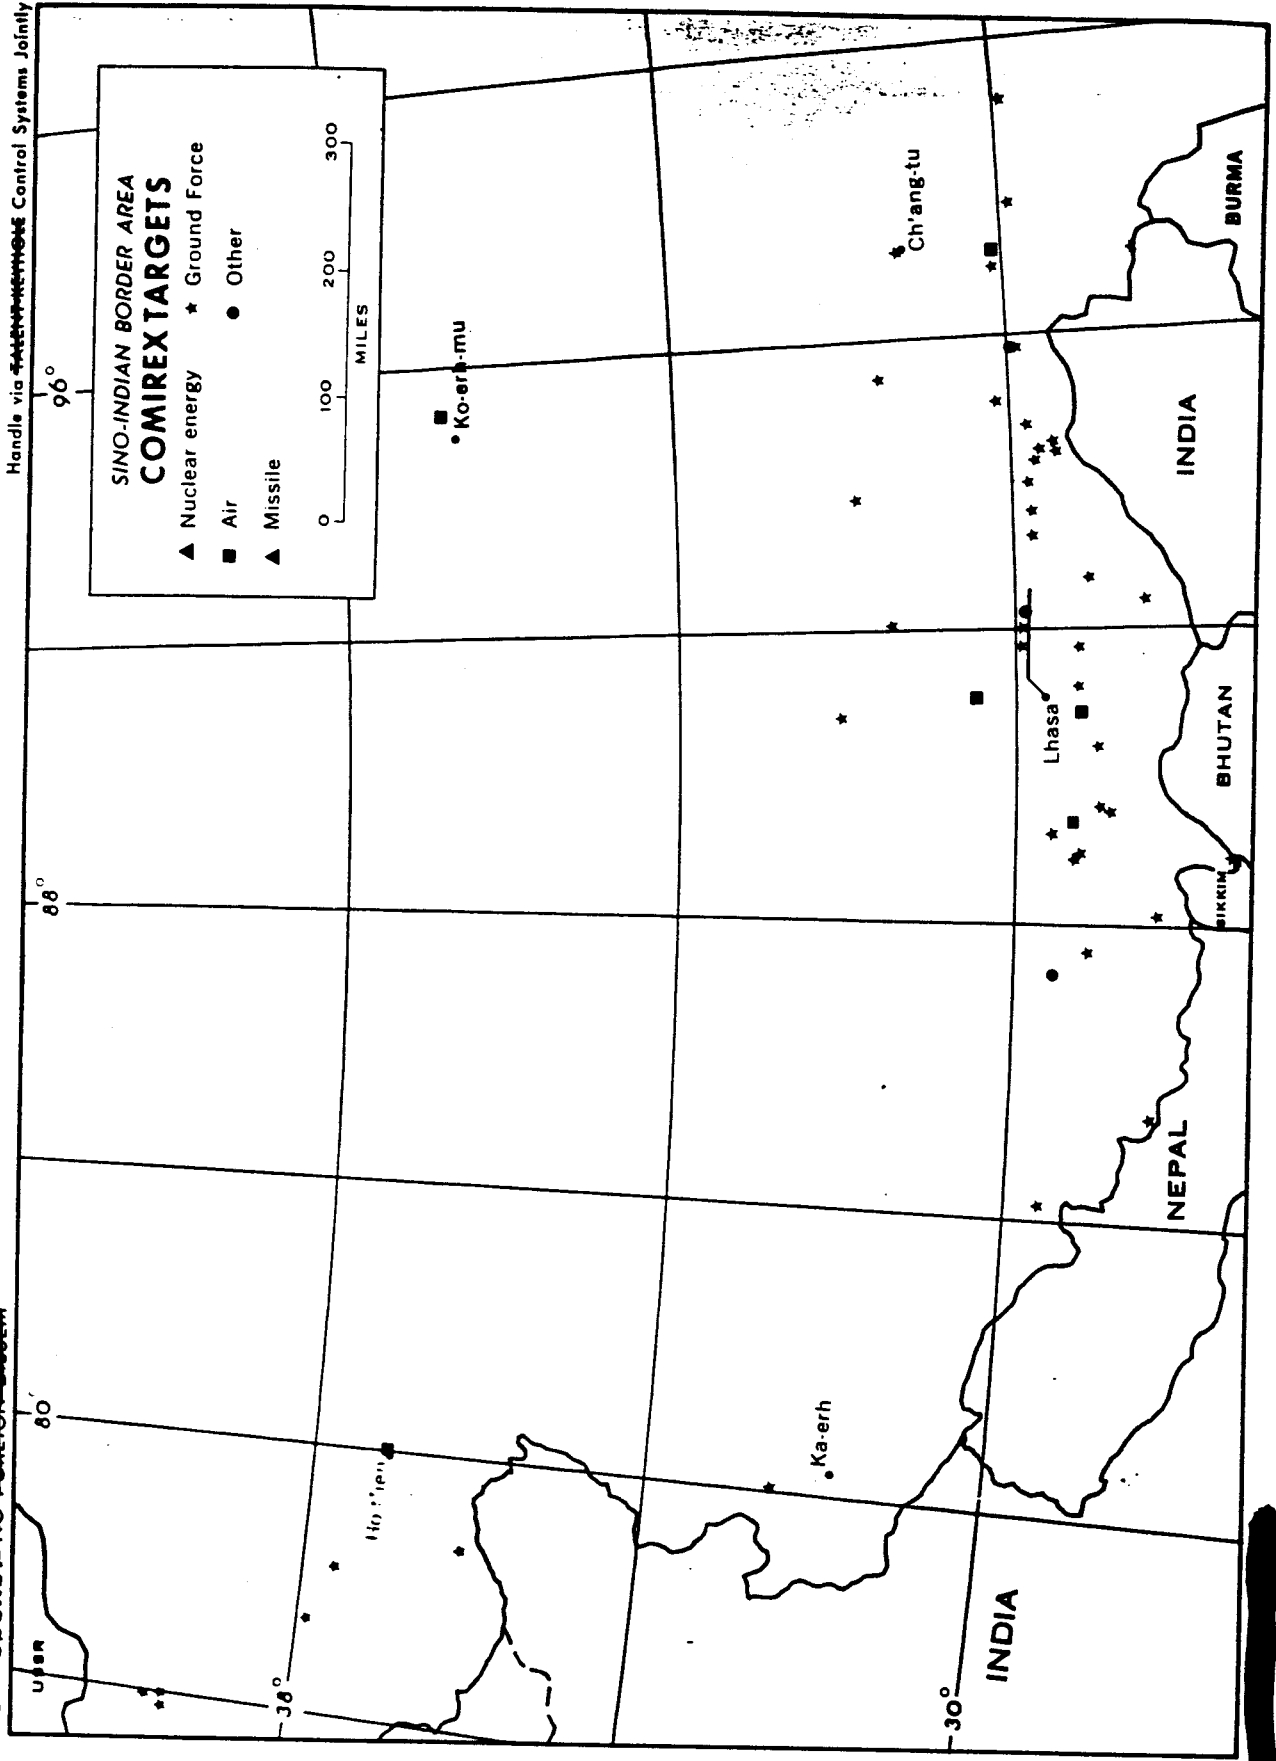 Handle via TALENT-KEYHOLE Control Systems Jointly
80°
88°
96°
SINO-INDIAN BORDER AREA
COMIREX TARGETS
▲ Nuclear energy ★ Ground Force
■ Air ● Other
▲ Missile
0 100 200 300
MILES
USSR
38°
Ko-erh-mu
Ch'ang-tu
Ka-erh
Lhasa
30°
INDIA
NEPAL
SIKKIM
BHUTAN
INDIA
BURMA